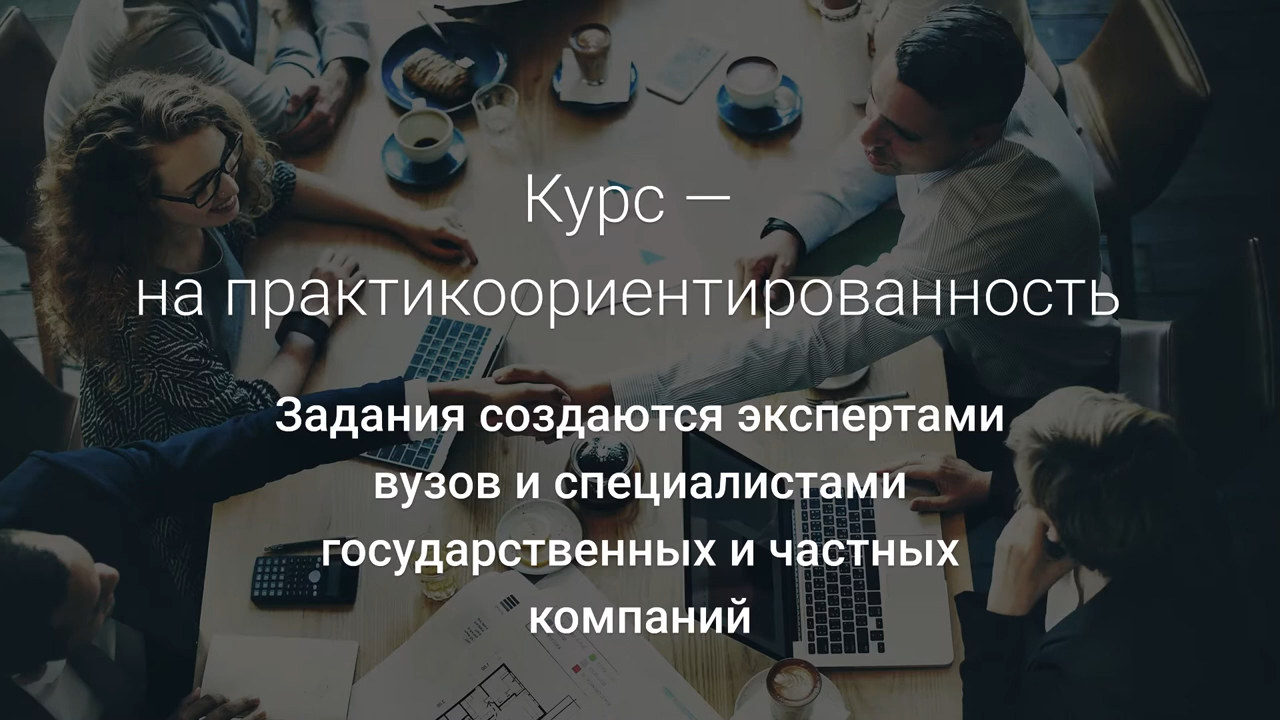 Курс —
на практикоориентированность
Задания создаются экспертами
вузов и специалистами
государственных и частных
компаний